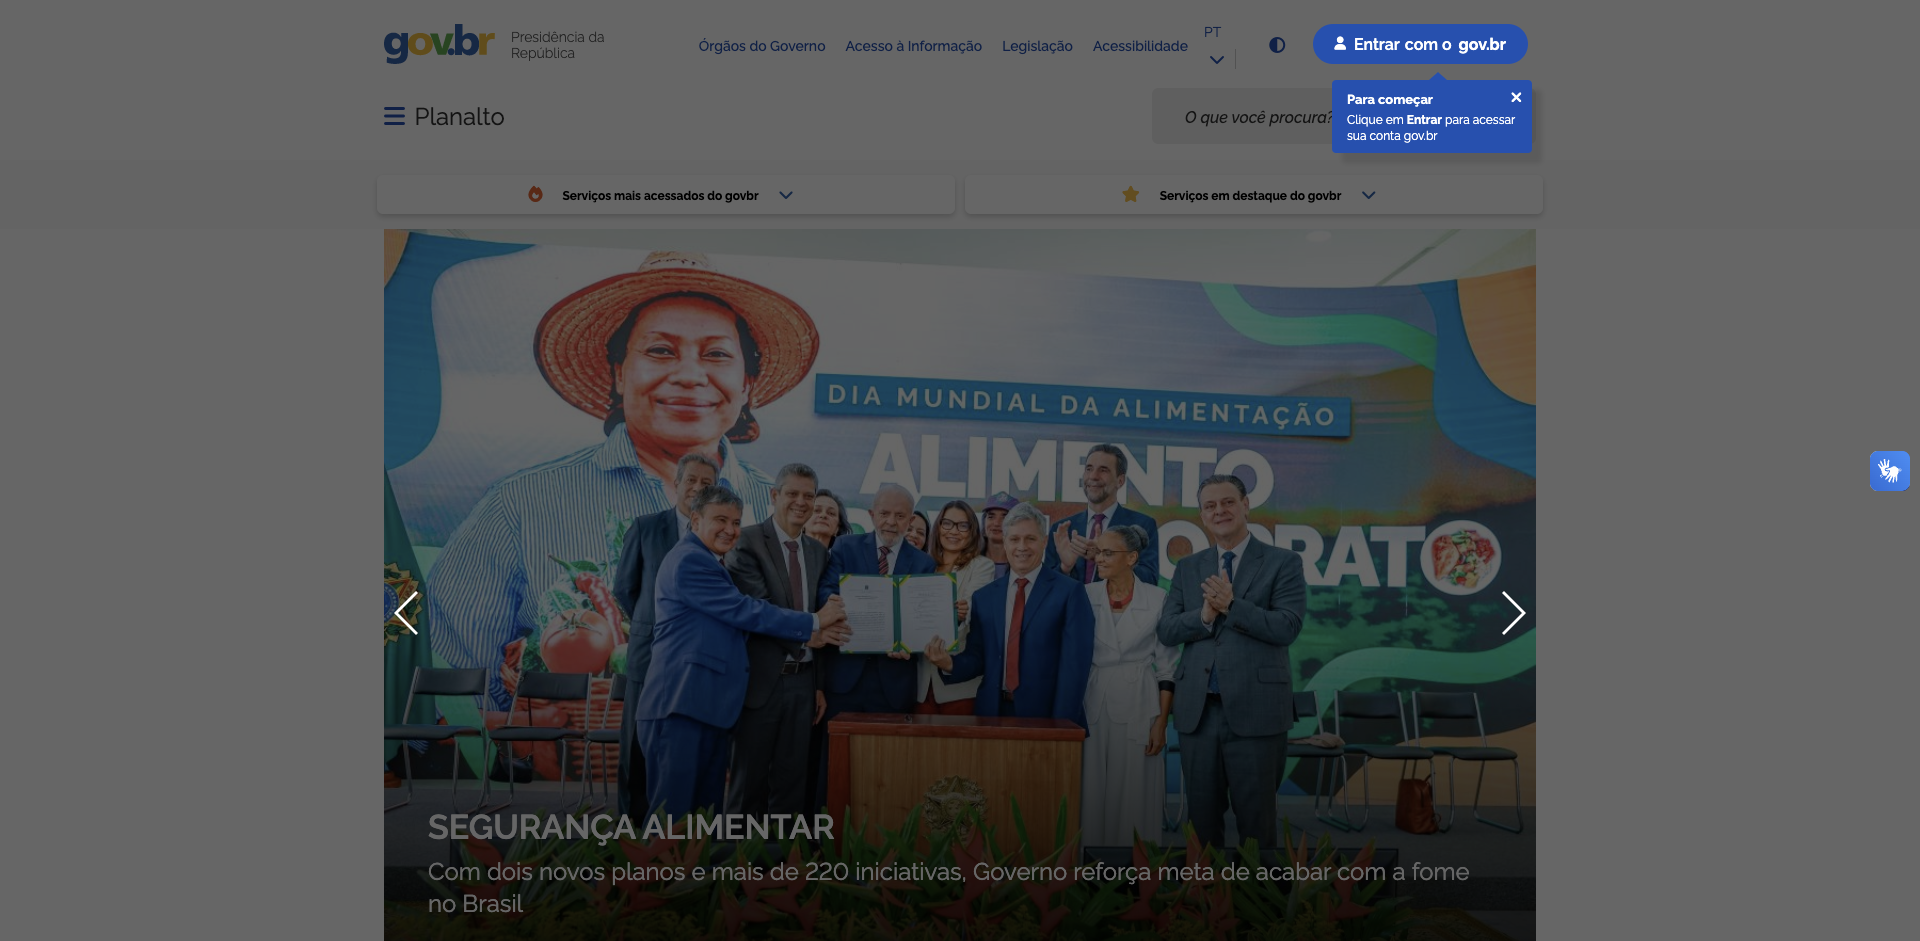 gov.br
Presidência da
República
Órgãos do Governo
Acesso à Informação
Legislação
Acessibilidade
PT
Entrar com o gov.br
Para começar
Clique em Entrar para acessar
sua conta gov.br
Planalto
O que você procura?
Serviços mais acessados do govbr
Serviços em destaque do govbr
DIA MUNDIAL DA ALIMENTAÇÃO
ALIMENTO
SEGURANÇA ALIMENTAR
Com dois novos planos e mais de 220 iniciativas, Governo reforça meta de acabar com a fome
no Brasil